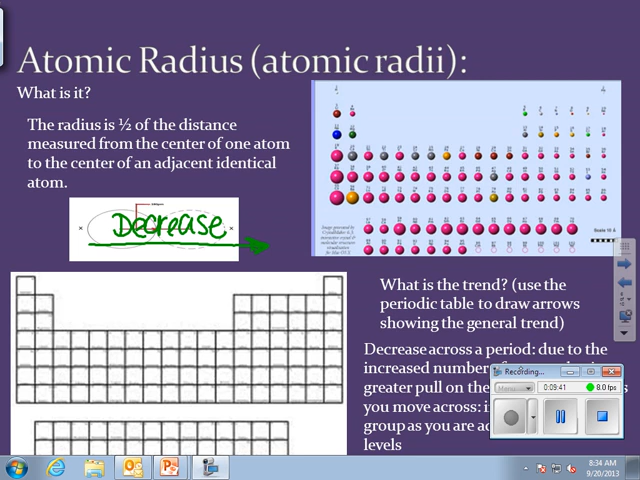 Atomic Radius (atomic radii):
What is it?
The radius is ½ of the distance
measured from the center of one atom
to the center of an adjacent identical
atom.
Decrease
Scale 10 Å
What is the trend? (use the
periodic table to draw arrows
showing the general trend)
Decrease across a period: due to the
increased number
greater pull on the
you move across:
group as you are
levels
Recording...
Menu
0:09:41
8.0 fps
8:34 AM
9/20/2013